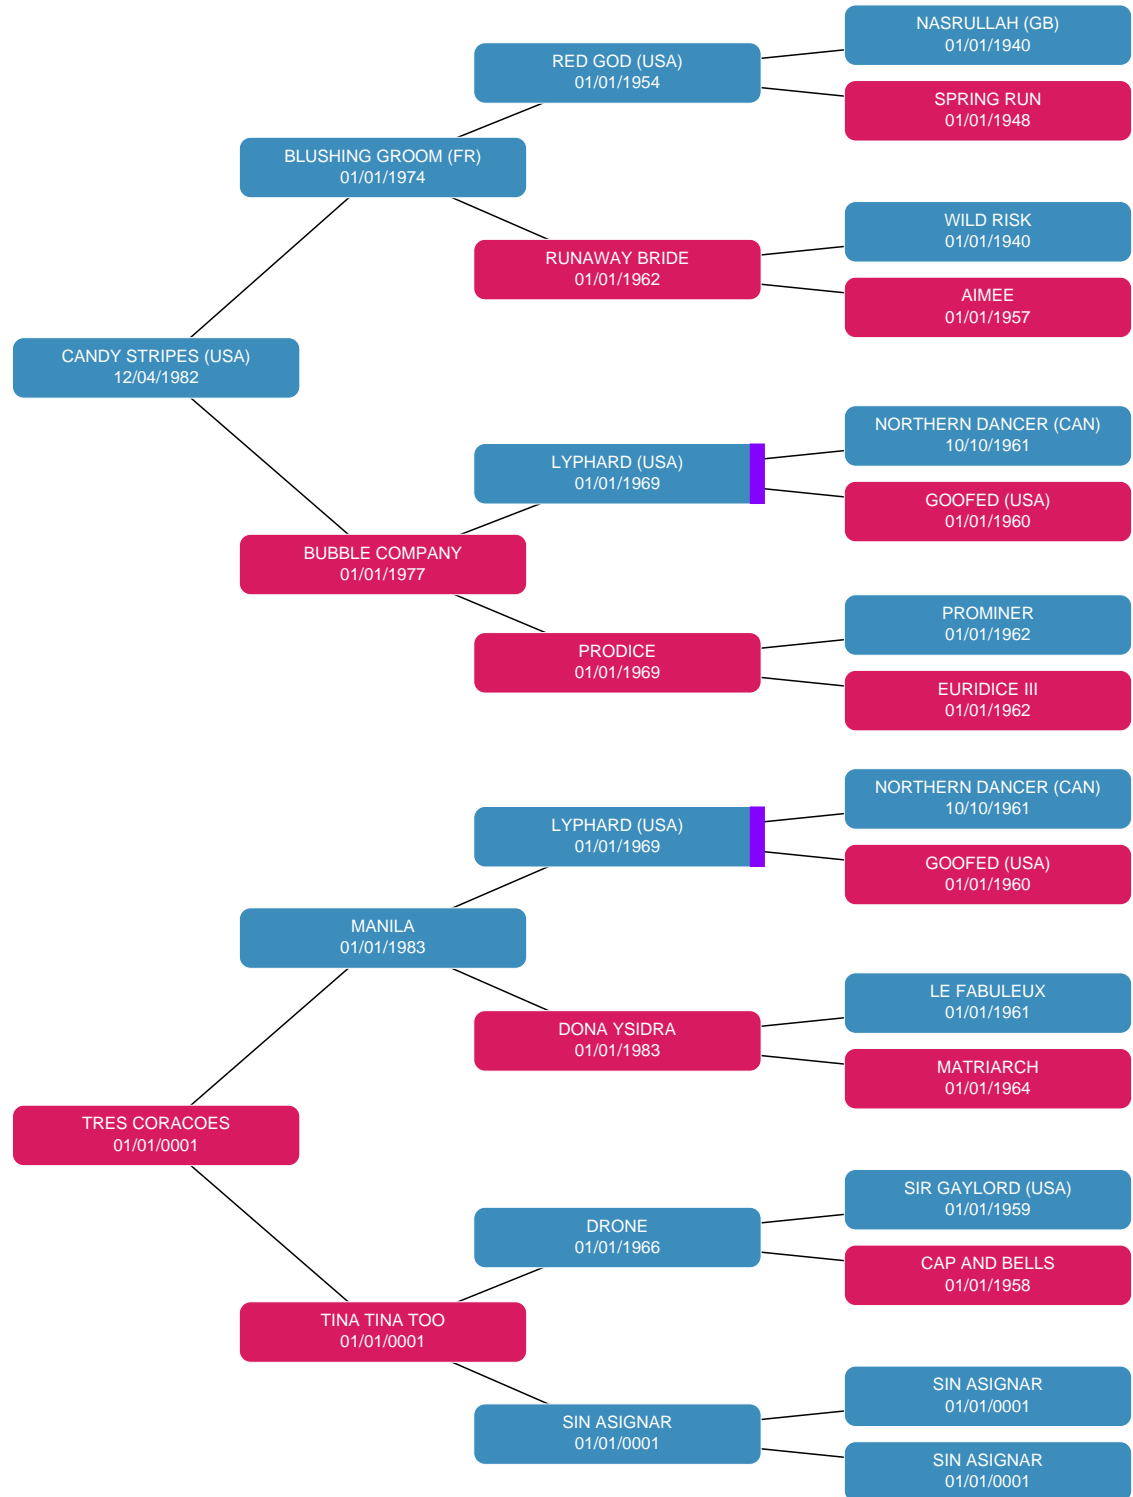 NASRULLAH (GB)
01/01/1940
RED GOD (USA)
01/01/1954
SPRING RUN
01/01/1948
BLUSHING GROOM (FR)
01/01/1974
WILD RISK
01/01/1940
RUNAWAY BRIDE
01/01/1962
AIMEE
01/01/1957
CANDY STRIPES (USA)
12/04/1982
NORTHERN DANCER (CAN)
10/10/1961
LYPHARD (USA)
01/01/1969
GOOFED (USA)
01/01/1960
BUBBLE COMPANY
01/01/1977
PROMINER
01/01/1962
PRODICE
01/01/1969
EURIDICE III
01/01/1962
NORTHERN DANCER (CAN)
10/10/1961
LYPHARD (USA)
01/01/1969
GOOFED (USA)
01/01/1960
MANILA
01/01/1983
LE FABULEUX
01/01/1961
DONA YSIDRA
01/01/1983
MATRIARCH
01/01/1964
TRES CORACOES
01/01/0001
SIR GAYLORD (USA)
01/01/1959
DRONE
01/01/1966
CAP AND BELLS
01/01/1958
TINA TINA TOO
01/01/0001
SIN ASIGNAR
01/01/0001
SIN ASIGNAR
01/01/0001
SIN ASIGNAR
01/01/0001